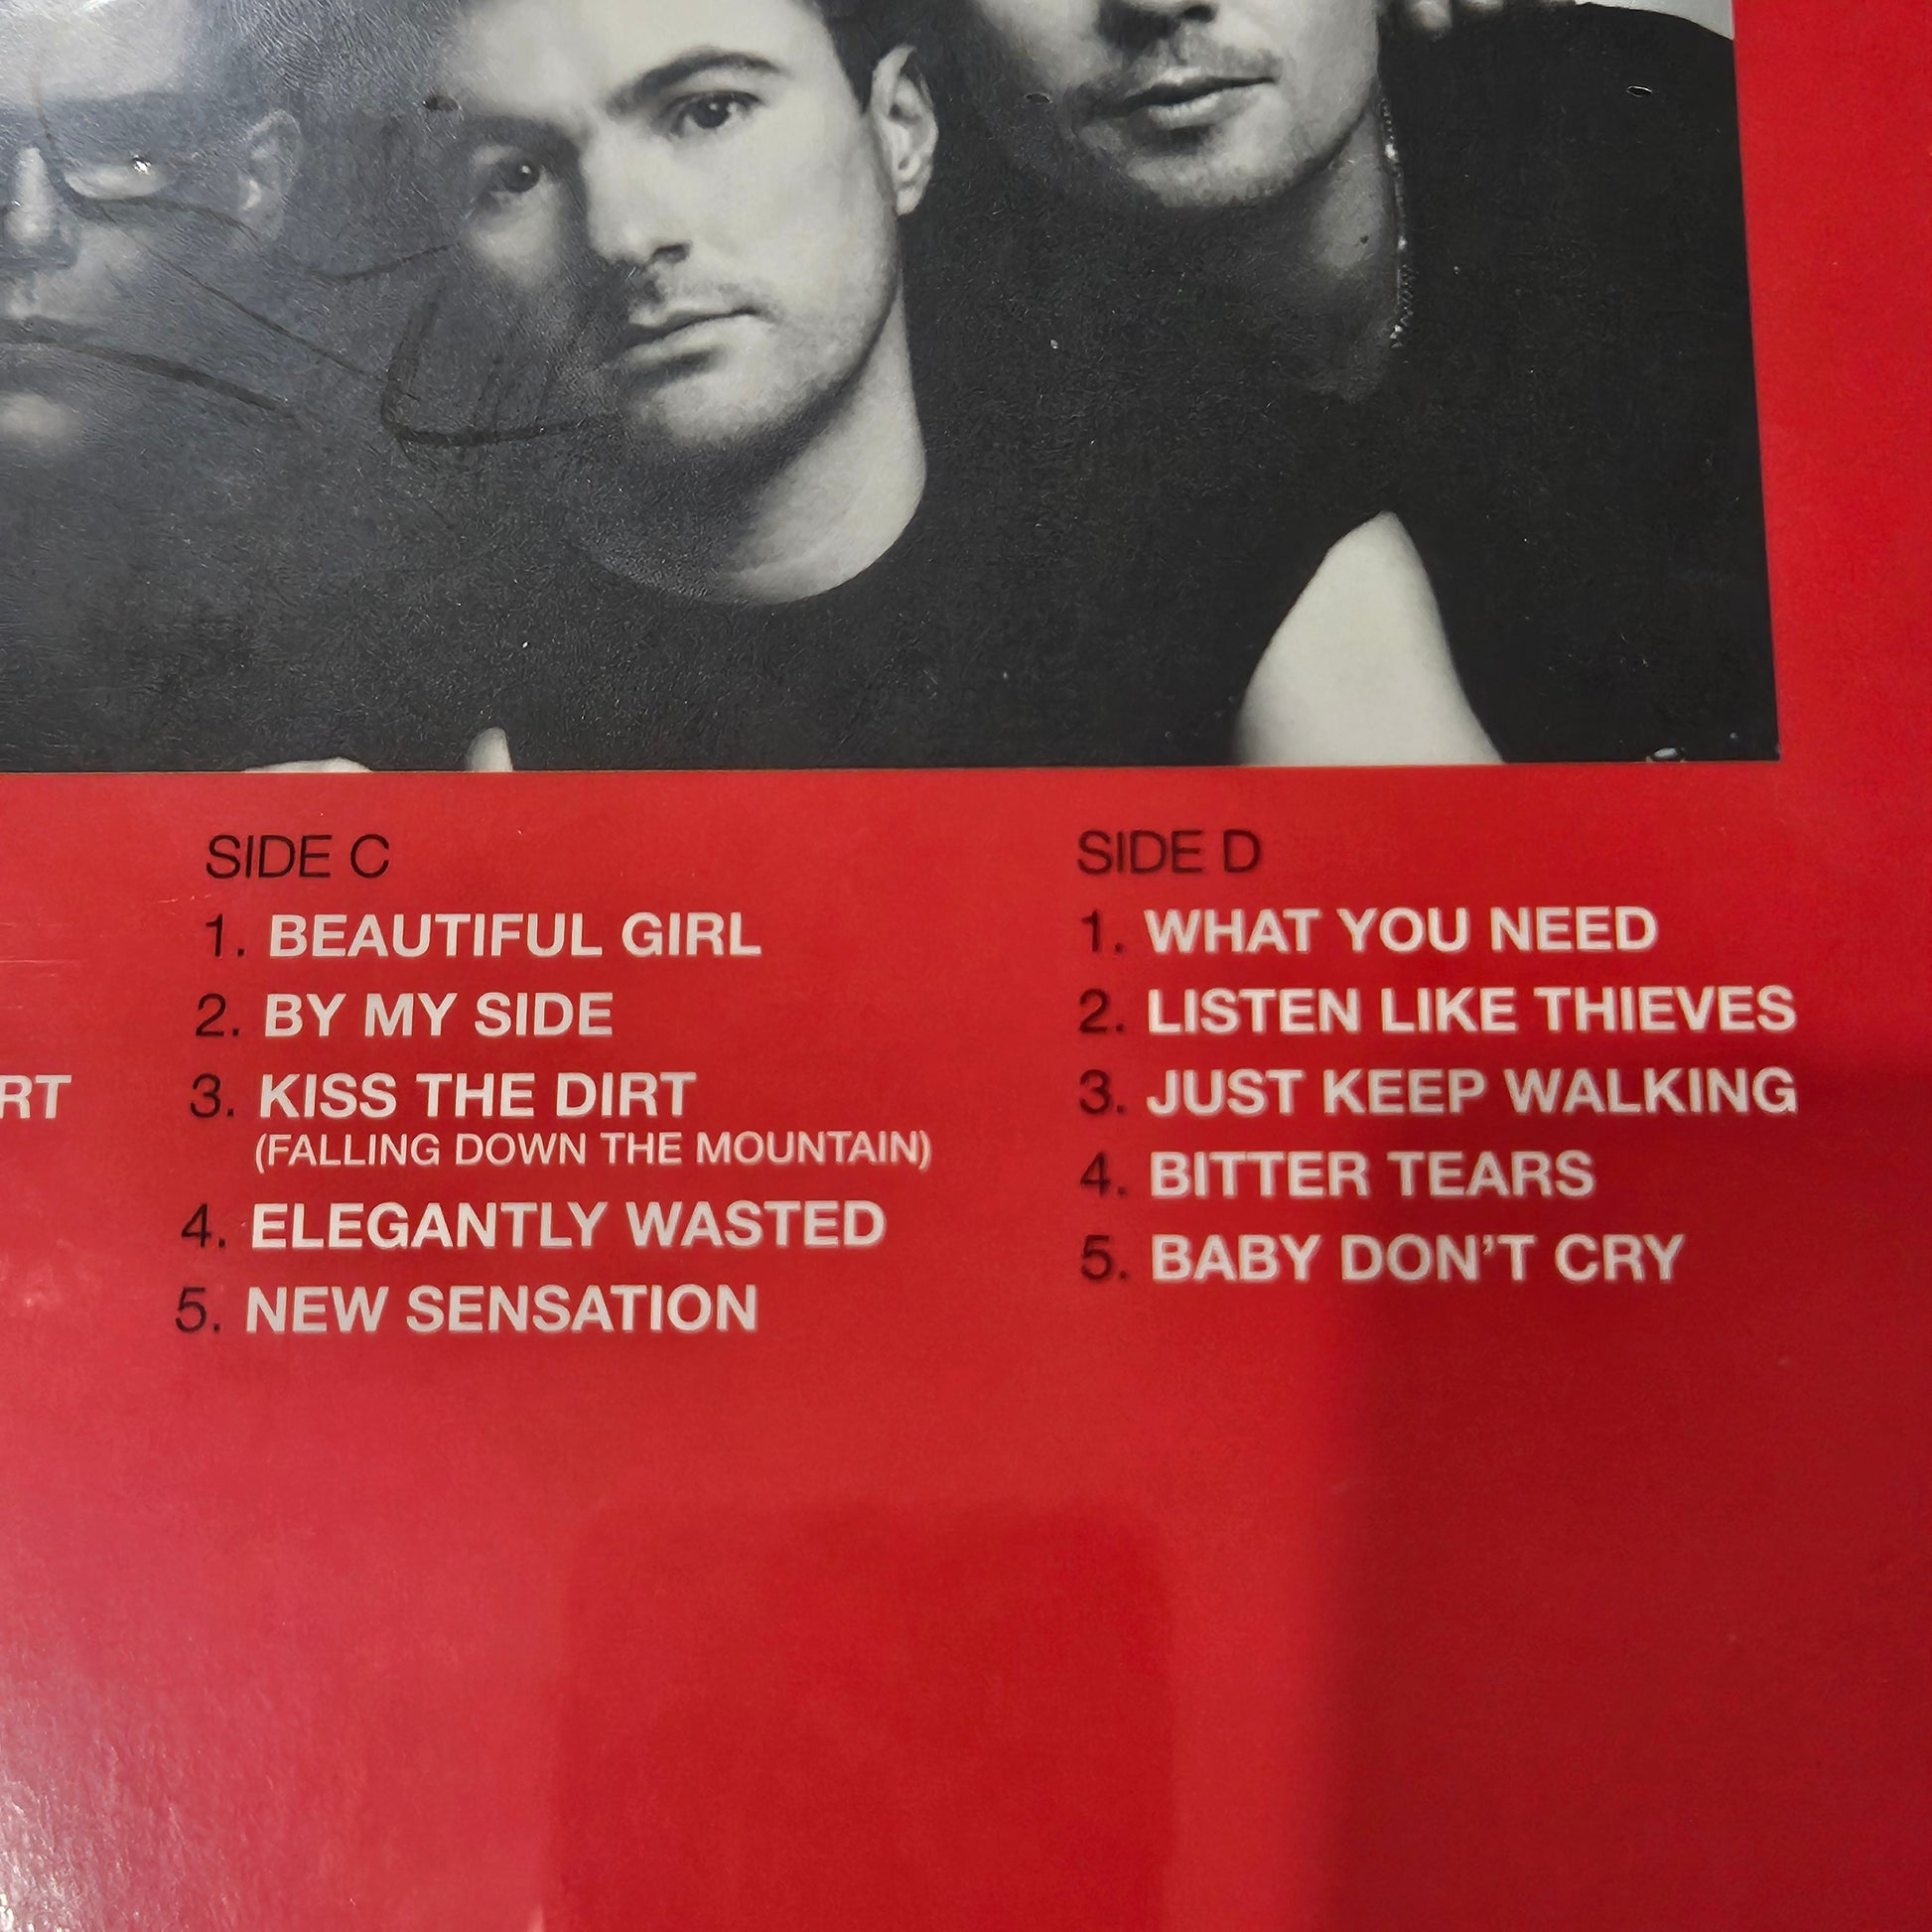 RT
SIDE C
1. BEAUTIFUL GIRL
2. BY MY SIDE
3. KISS THE DIRT
(FALLING DOWN THE MOUNTAIN)
4. ELEGANTLY WASTED
5. NEW SENSATION
SIDE D
1. WHAT YOU NEED
2. LISTEN LIKE THIEVES
3. JUST KEEP WALKING
4. BITTER TEARS
5. BABY DON'T CRY